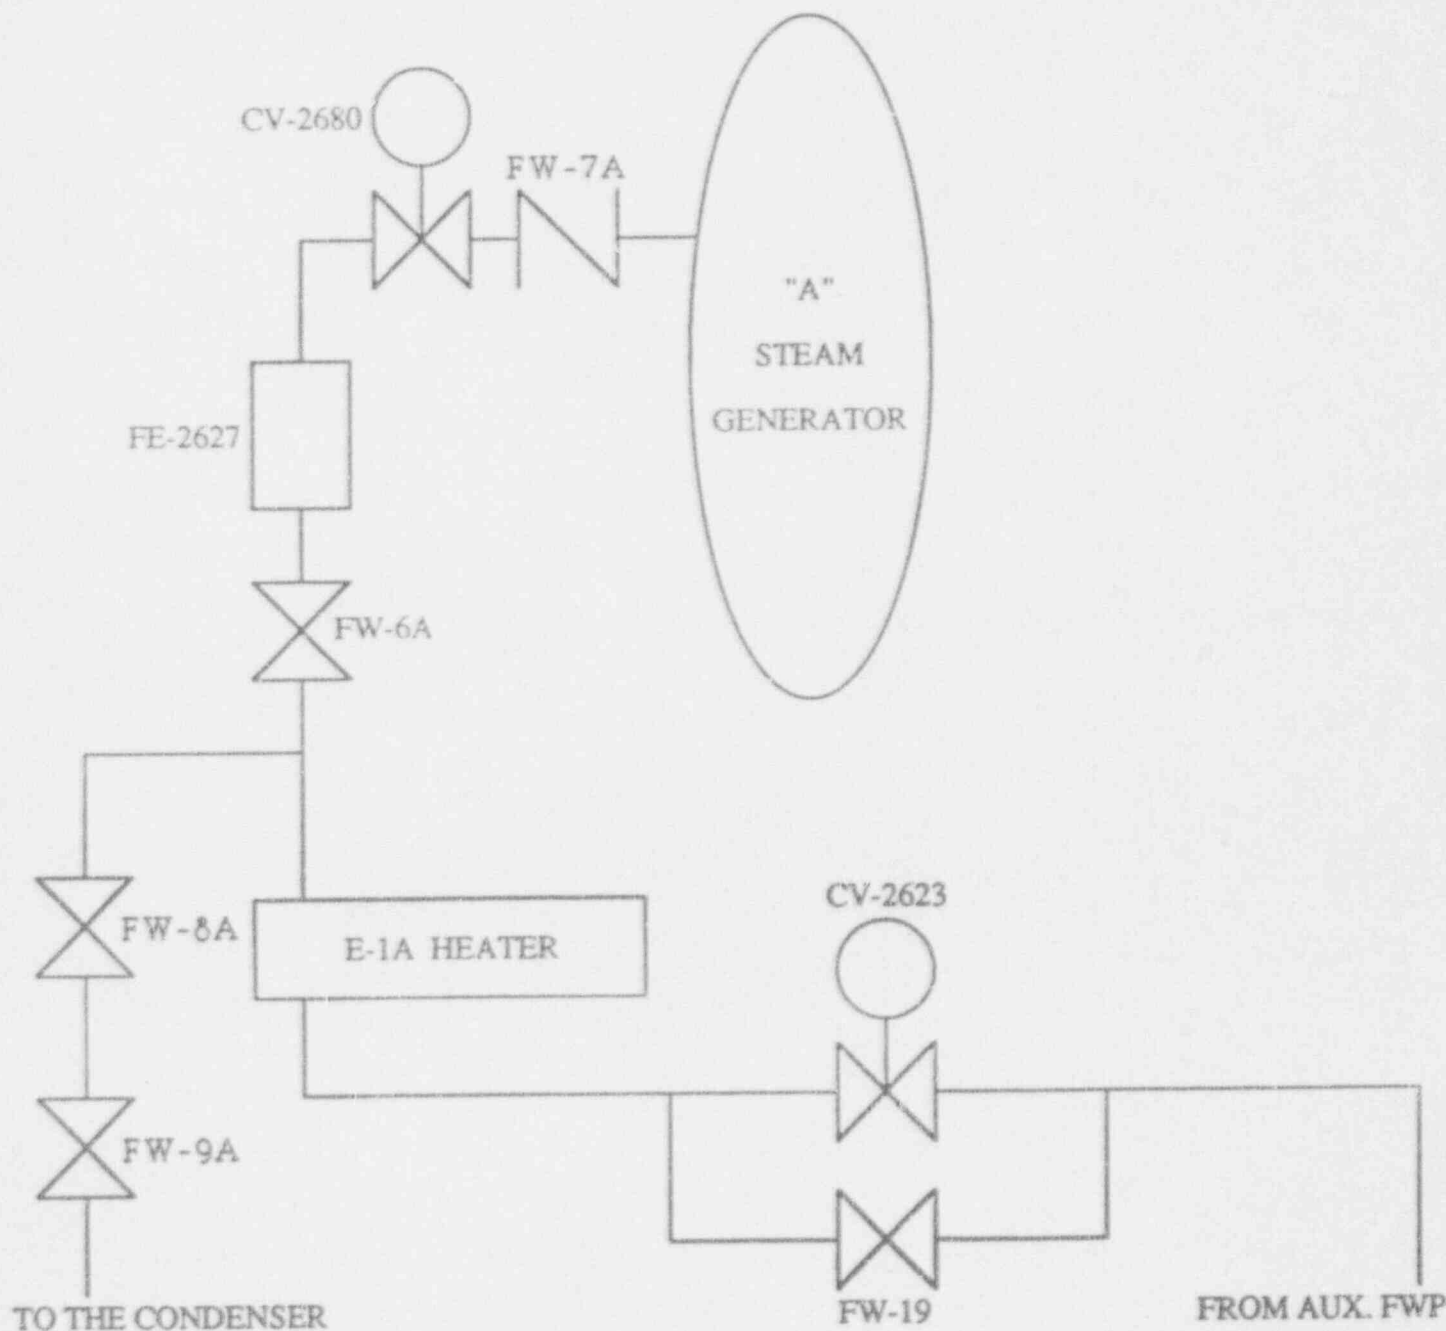 CV-2680
FW-7A
"A"
STEAM
GENERATOR
FE-2627
FW-6A
CV-2623
FW-8A
E-1A HEATER
FW-9A
TO THE CONDENSER
FW-19
FROM AUX. FWP